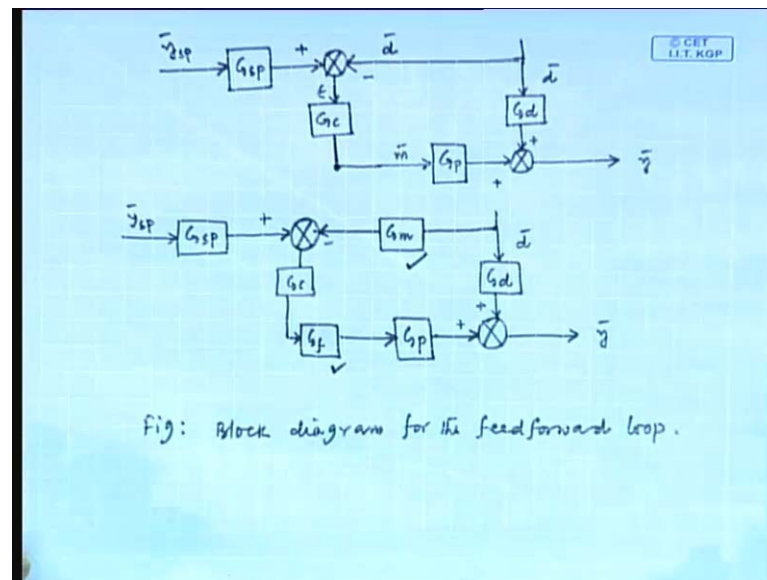 ȳsp
Gsp
+
d̄
-
ε
Gc
d̄
Gd
+
m̄
Gp
+
ȳ
© CET
I.I.T. KGP
ȳsp
Gsp
+
-
Gm
d̄
Gc
Gd
+
Gf
Gp
+
ȳ
Fig: Block diagram for the feedforward loop.